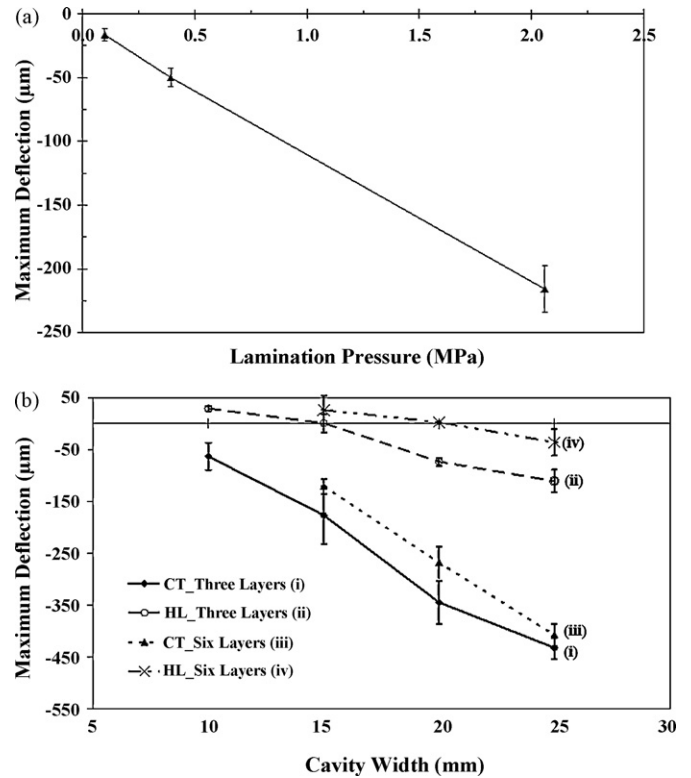 (a)
0
0.0 0.5 1.0 1.5 2.0 2.5
-50
-100
-150
-200
-250
Maximum Deflection (µm)
Lamination Pressure (MPa)
(b)
50
-50
-150
-250
-350
-450
-550
Maximum Deflection (µm)
(iv)
(ii)
(iii)
(i)
CT_Three Layers (i)
HL_Three Layers (ii)
CT_Six Layers (iii)
HL_Six Layers (iv)
5 10 15 20 25 30
Cavity Width (mm)